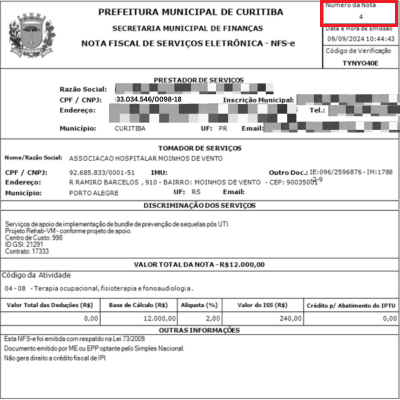 PREFEITURA MUNICIPAL DE CURITIBA
SECRETARIA MUNICIPAL DE FINANÇAS
NOTA FISCAL DE SERVIÇOS ELETRÔNICA - NFS-e
Número da Nota
4
Data e Hora de Emissão
09/09/2024 10:44:43
Código de Verificação
TYNYO40E
PRESTADOR DE SERVIÇOS
Razão Social:
CPF / CNPJ: 33.034.546/0098-18 Inscrição Municipal:
Endereço: Tel.:
Município: CURITIBA UF: PR Email:
TOMADOR DE SERVIÇOS
Nome/Razão Social: ASSOCIACAO HOSPITALAR MOINHOS DE VENTO
CPF / CNPJ: 92.685.833/0001-51 IMU: Outro Doc.: IE:096/2596876 - IM:1788
-2-9
Endereço: R.RAMIRO BARCELOS , 910 - BAIRRO: MOINHOS DE VENTO - CEP: 90035001
Município: PORTO ALEGRE UF: RS Email:
DISCRIMINAÇÃO DOS SERVIÇOS
Serviços de apoio de implementação de bundle de prevenção de sequelas pós UTI.
Projeto Rehab-VM - conforme projeto de apoio.
Centro de Custo: 998
ID GSI: 21291
Contrato: 17333
VALOR TOTAL DA NOTA - R$12.000,00
Código da Atividade
04 - 08 - Terapia ocupacional, fisioterapia e fonoaudiologia.
Valor Total das Deduções (R$) Base de Cálculo (R$) Alíquota (%) Valor do ISS (R$) Crédito p/ Abatimento do IPTU
0,00 12.000,00 2,00 240,00 0,00
OUTRAS INFORMAÇÕES
Esta NFS-e foi emitida com respaldo na Lei 73/2009.
Documento emitido por ME ou EPP optante pelo Simples Nacional.
Não gera direito a crédito fiscal de IPI.